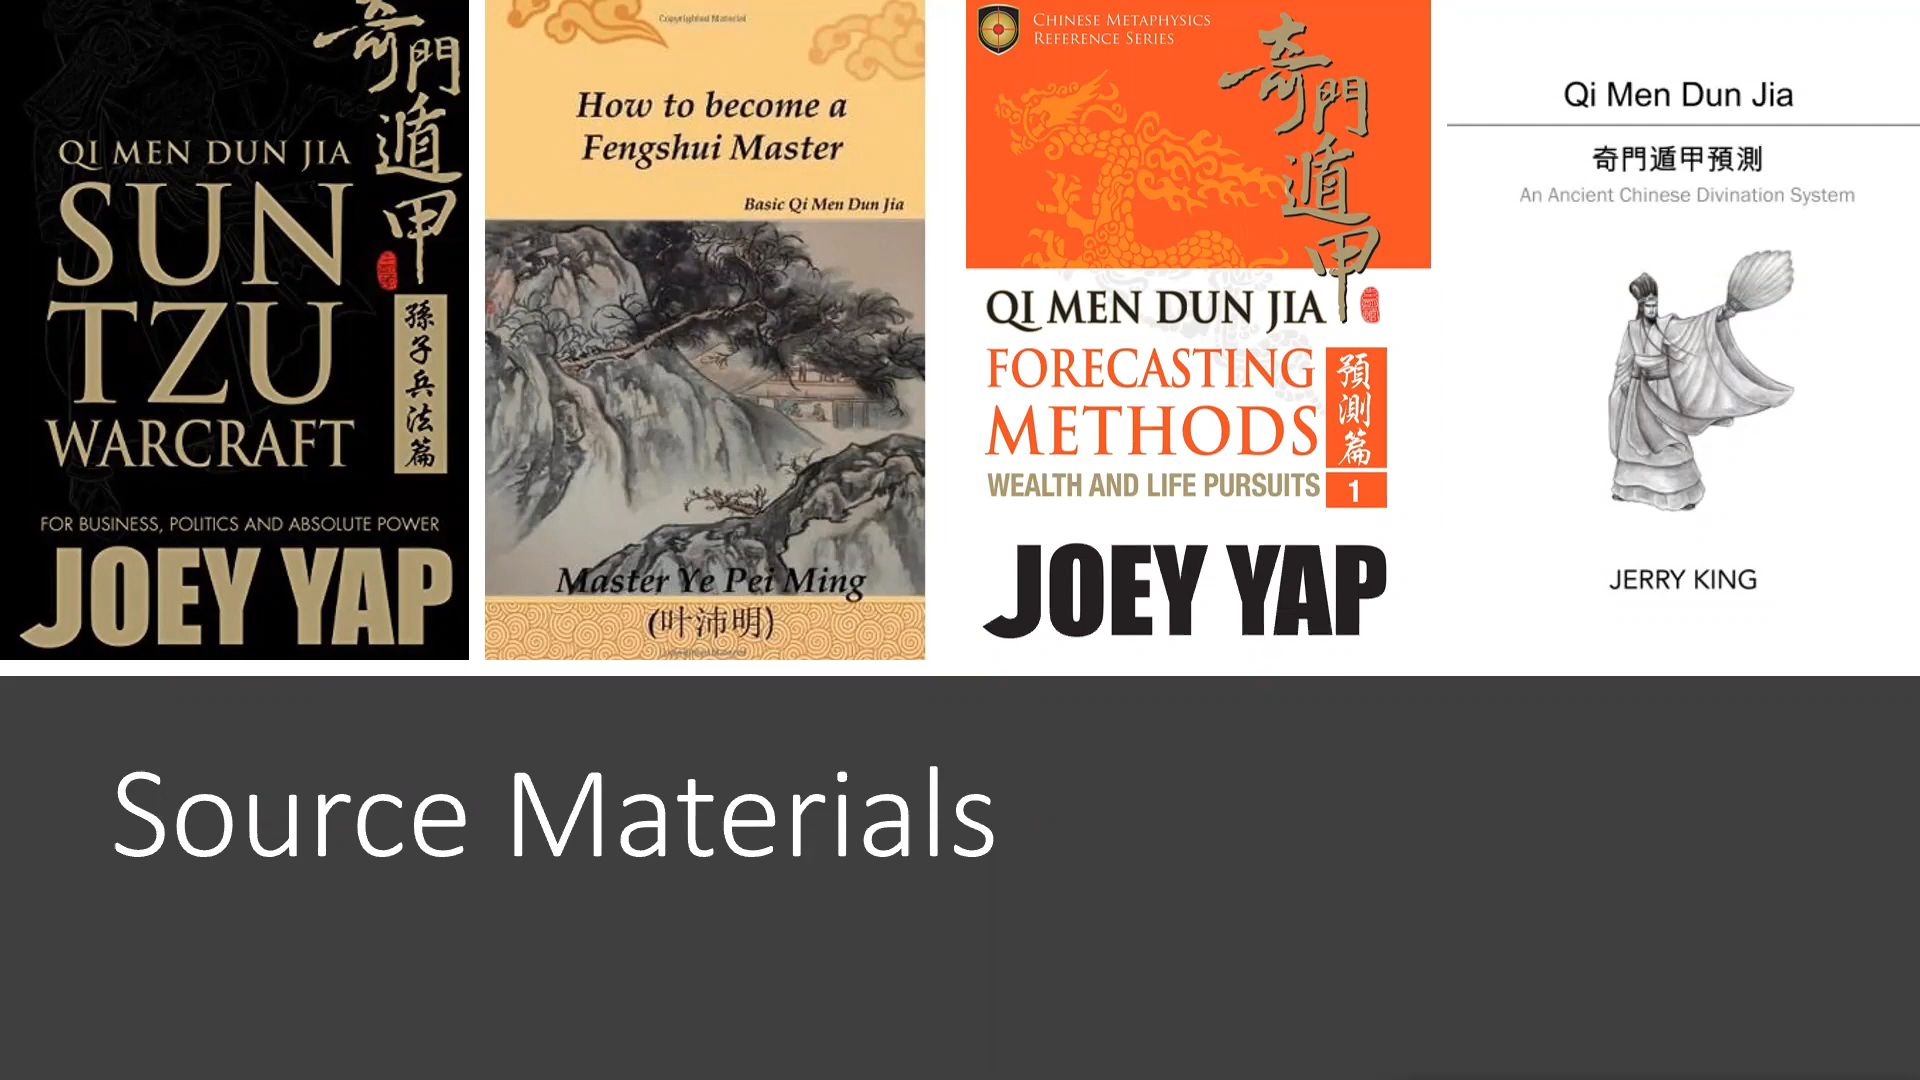 奇門遁甲
QI MEN DUN JIA
SUN
TZU
WARCRAFT
孫子兵法篇
FOR BUSINESS, POLITICS AND ABSOLUTE POWER
JOEY YAP
Copyrighted Material
How to become a
Fengshui Master
Basic Qi Men Dun Jia
Master Ye Pei Ming
(叶沛明)
Copyrighted Material
CHINESE METAPHYSICS
REFERENCE SERIES
奇門遁甲
QI MEN DUN JIA
FORECASTING
METHODS
預測篇
WEALTH AND LIFE PURSUITS
1
JOEY YAP
Qi Men Dun Jia
奇門遁甲預測
An Ancient Chinese Divination System
JERRY KING
Source Materials